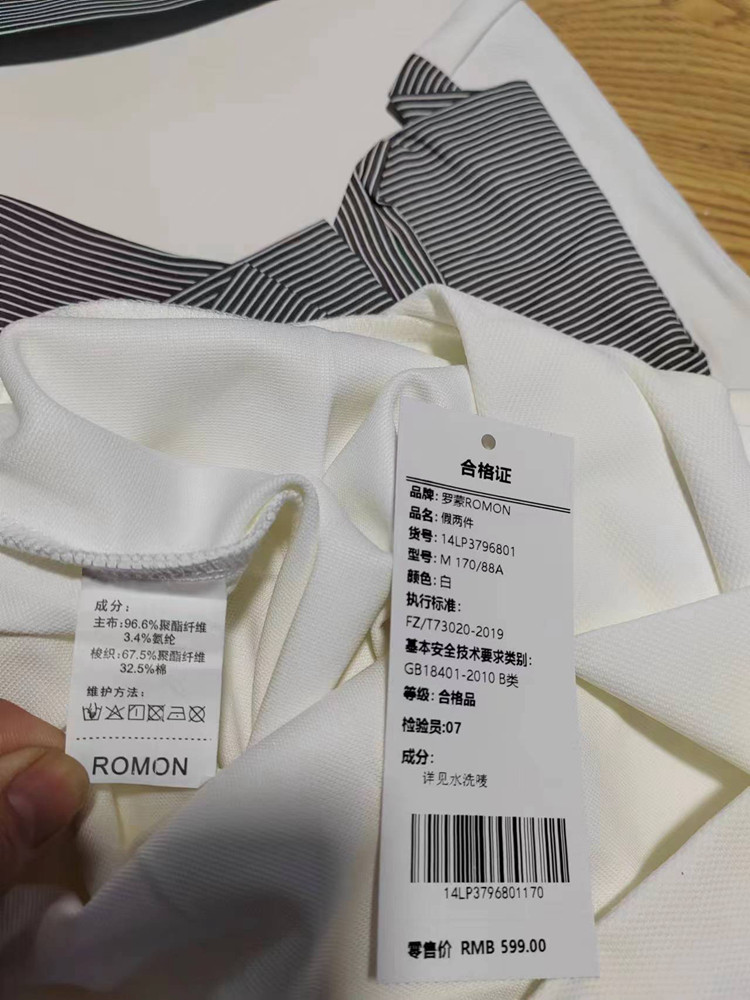 合格证
品牌: 罗蒙ROMON
品名: 假两件
货号: 14LP3796801
型号: M 170/88A
颜色: 白
执行标准:
FZ/T73020-2019
基本安全技术要求类别:
GB18401-2010 B类
等级: 合格品
检验员:07
成分:
详见水洗唛
14LP3796801170
零售价 RMB 599.00
成分:
主布:96.6%聚酯纤维
3.4%氨纶
梭织:67.5%聚酯纤维
32.5%棉
维护方法:
ROMON